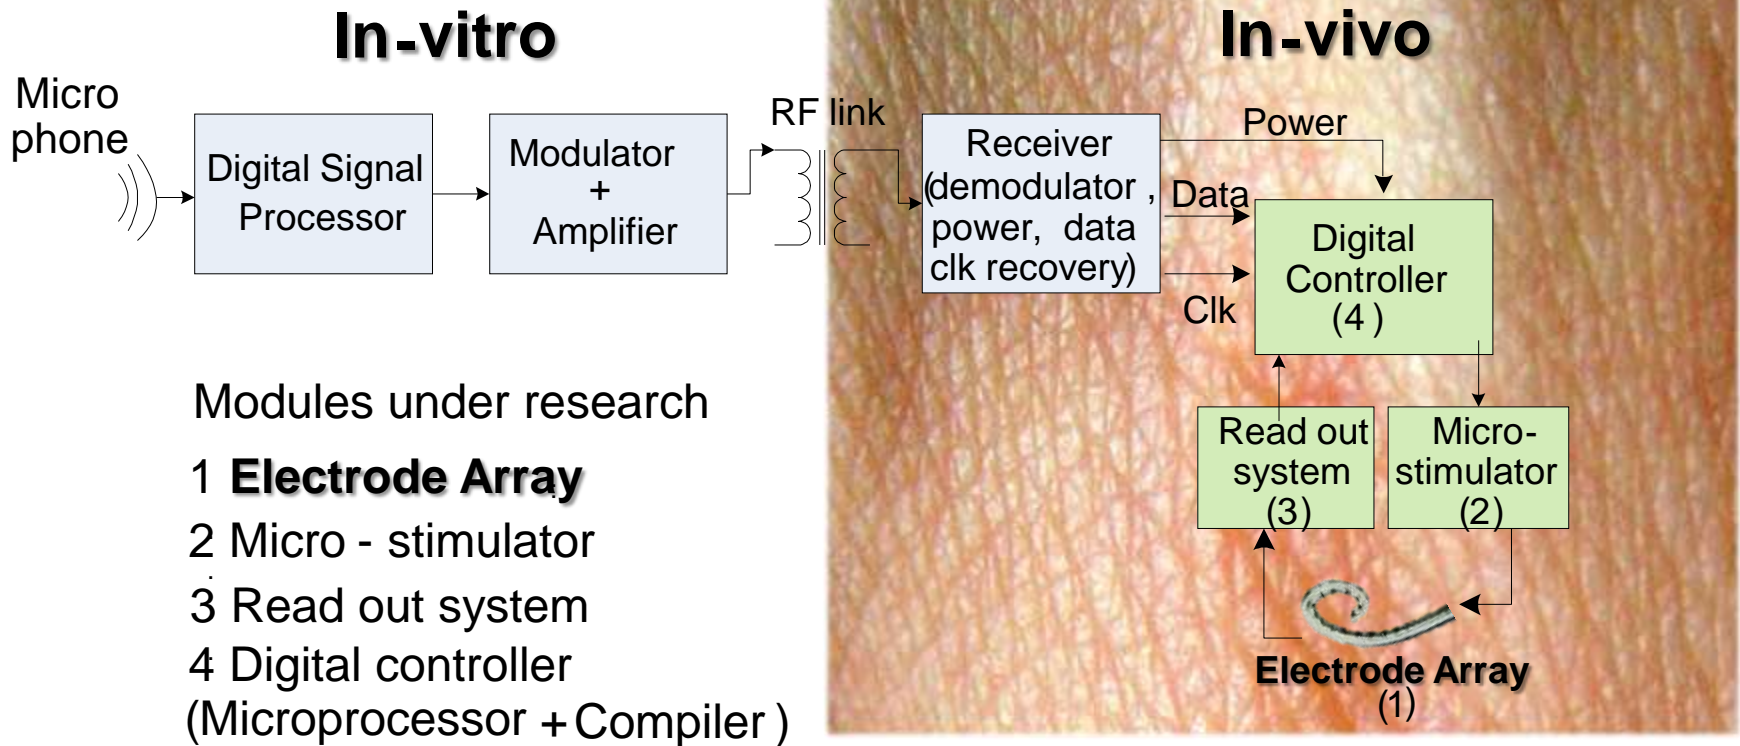 In-vitro
In-vivo
Micro
phone
Digital Signal
Processor
Modulator
+
Amplifier
RF link
Receiver
(demodulator ,
power, data
clk recovery)
Power
Data
Clk
Digital
Controller
(4 )
Read out
system
(3)
Micro-
stimulator
(2)
Electrode Array
(1)
Modules under research
1 Electrode Array
2 Micro - stimulator
3 Read out system
4 Digital controller
(Microprocessor + Compiler )